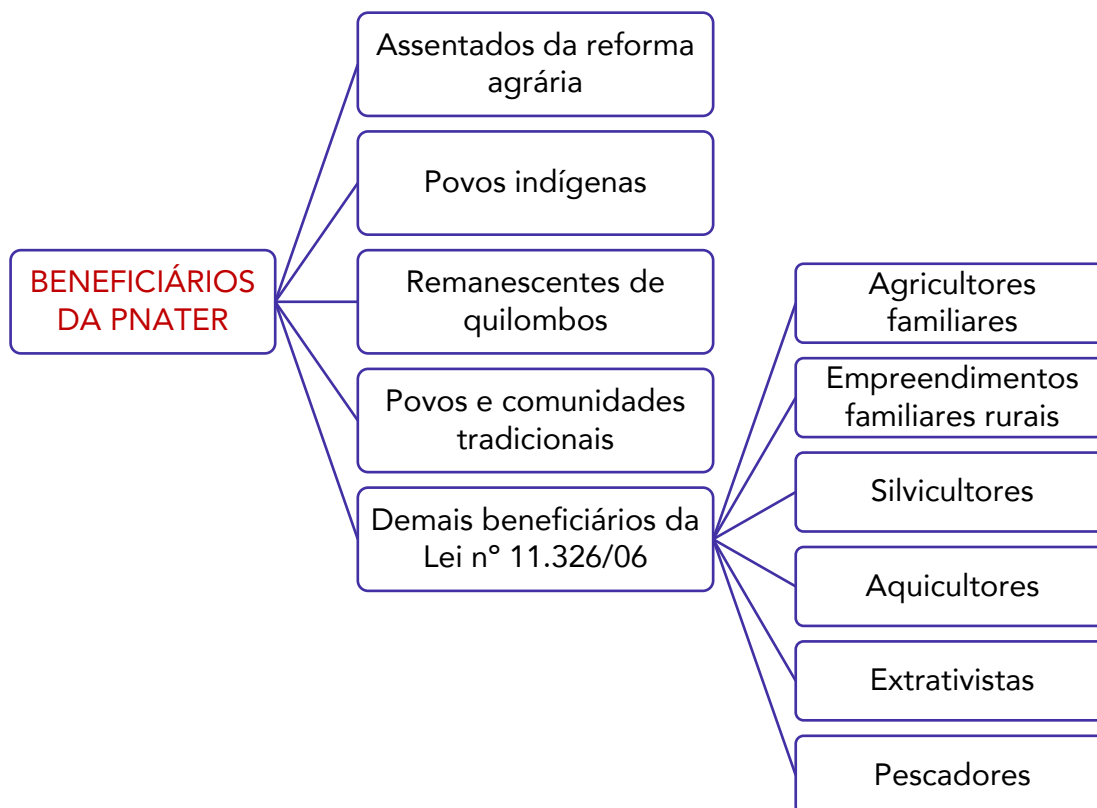 BENEFICIÁRIOS
DA PNATER
Assentados da reforma
agrária
Povos indígenas
Remanescentes de
quilombos
Povos e comunidades
tradicionais
Demais beneficiários da
Lei nº 11.326/06
Agricultores
familiares
Empreendimentos
familiares rurais
Silvicultores
Aquicultores
Extrativistas
Pescadores